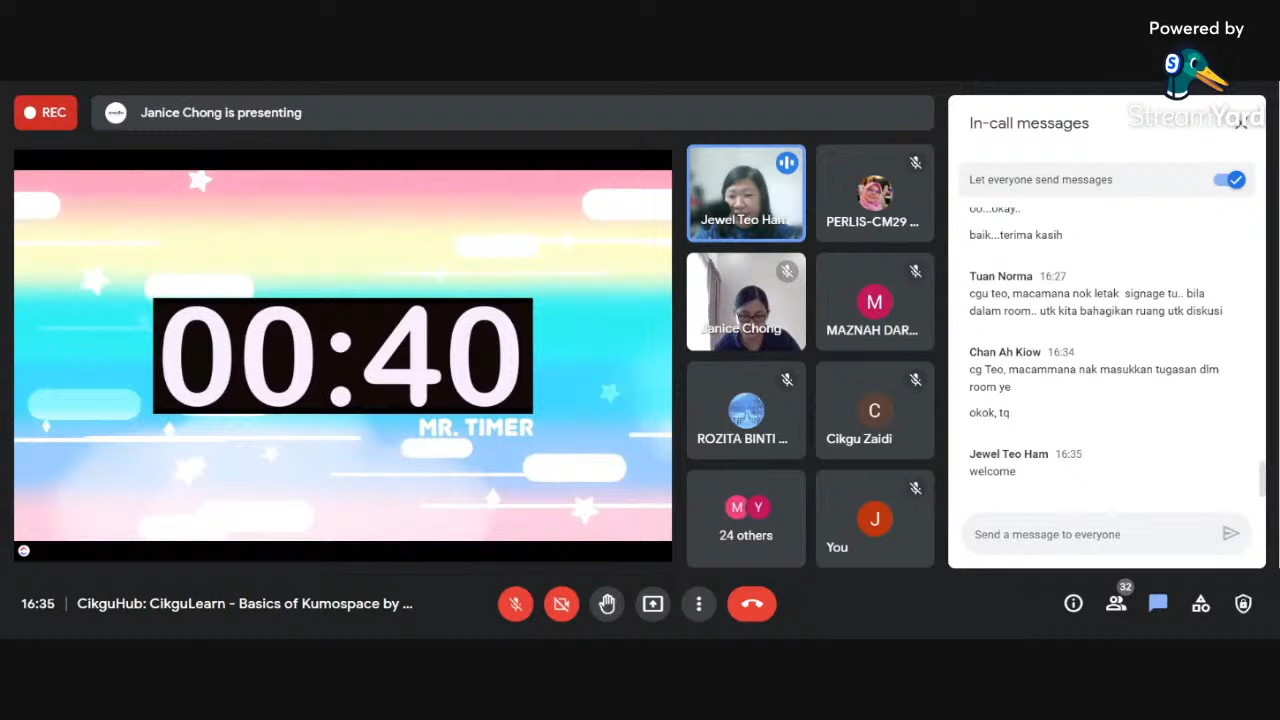 Powered by
StreamYard
REC
Janice Chong is presenting
00:40
MR. TIMER
Jewel Teo Ham
PERLIS-CM29 ...
Janice Chong
M
MAZNAH DAR...
ROZITA BINTI ...
C
Cikgu Zaidi
M Y
24 others
J
You
In-call messages
Let everyone send messages
oo...okay..
baik...terima kasih
Tuan Norma 16:27
cgu teo, macamana nok letak signage tu.. bila
dalam room.. utk kita bahagikan ruang utk diskusi
Chan Ah Kiow 16:34
cg Teo, macammana nak masukkan tugasan dlm
room ye
okok, tq
Jewel Teo Ham 16:35
welcome
Send a message to everyone
16:35 | CikguHub: CikguLearn - Basics of Kumospace by ...
32